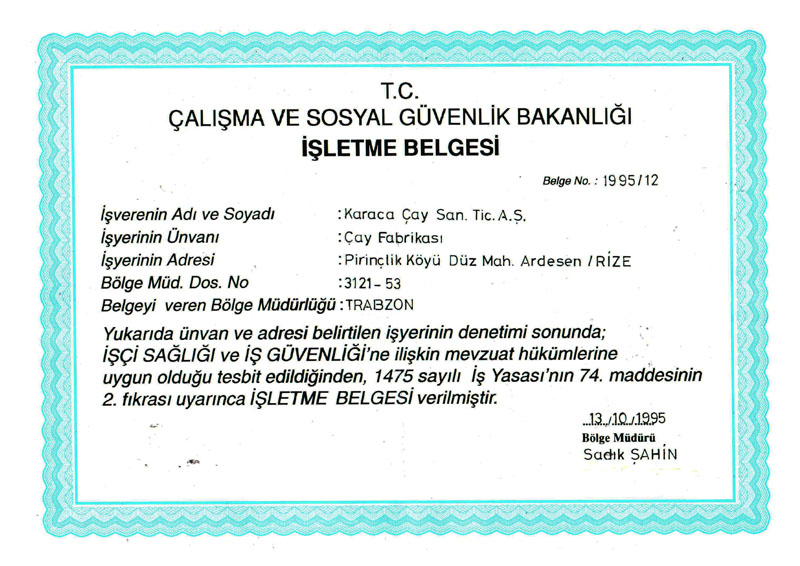 T.C.
ÇALIŞMA VE SOSYAL GÜVENLİK BAKANLIĞI
İŞLETME BELGESİ
Belge No. : 1995/12
İşverenin Adı ve Soyadı : Karaca Çay San. Tic. A.Ş.
İşyerinin Ünvanı : Çay Fabrikası
İşyerinin Adresi : Pirinçlik Köyü Düz Mah. Ardesen / RİZE
Bölge Müd. Dos. No : 3121-53
Belgeyi veren Bölge Müdürlüğü : TRABZON
Yukarıda ünvan ve adresi belirtilen işyerinin denetimi sonunda;
İŞÇİ SAĞLIĞI ve İŞ GÜVENLİĞİ'ne ilişkin mevzuat hükümlerine
uygun olduğu tesbit edildiğinden, 1475 sayılı İş Yasası'nın 74. maddesinin
2. fıkrası uyarınca İŞLETME BELGESİ verilmiştir.
13./10./1995
Bölge Müdürü
Sadık ŞAHİN